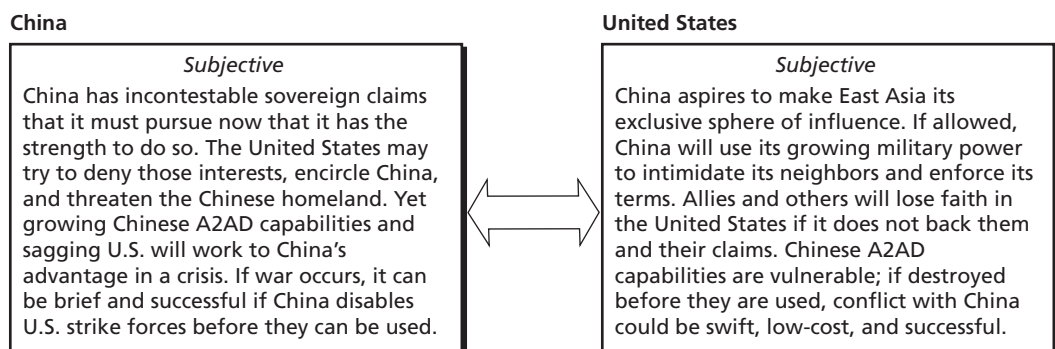 China
Subjective
China has incontestable sovereign claims
that it must pursue now that it has the
strength to do so. The United States may
try to deny those interests, encircle China,
and threaten the Chinese homeland. Yet
growing Chinese A2AD capabilities and
sagging U.S. will work to China’s
advantage in a crisis. If war occurs, it can
be brief and successful if China disables
U.S. strike forces before they can be used.
United States
Subjective
China aspires to make East Asia its
exclusive sphere of influence. If allowed,
China will use its growing military power
to intimidate its neighbors and enforce its
terms. Allies and others will lose faith in
the United States if it does not back them
and their claims. Chinese A2AD
capabilities are vulnerable; if destroyed
before they are used, conflict with China
could be swift, low-cost, and successful.